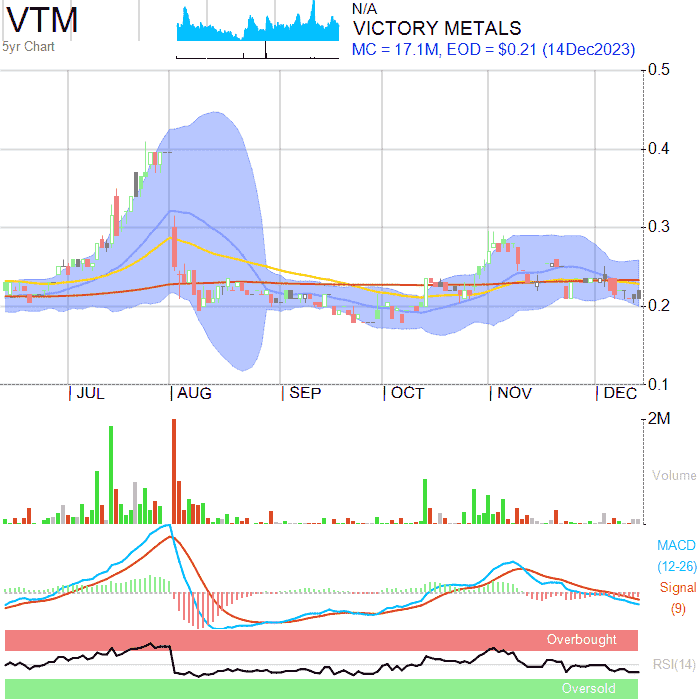 VTM
5yr Chart
N/A
VICTORY METALS
MC = 17.1M, EOD = $0.21 (14Dec2023)
0.5
0.4
0.3
0.2
0.1
JUL AUG SEP OCT NOV DEC
2M
Volume
MACD
(12-26)
Signal
(9)
Overbought
RSI(14)
Oversold